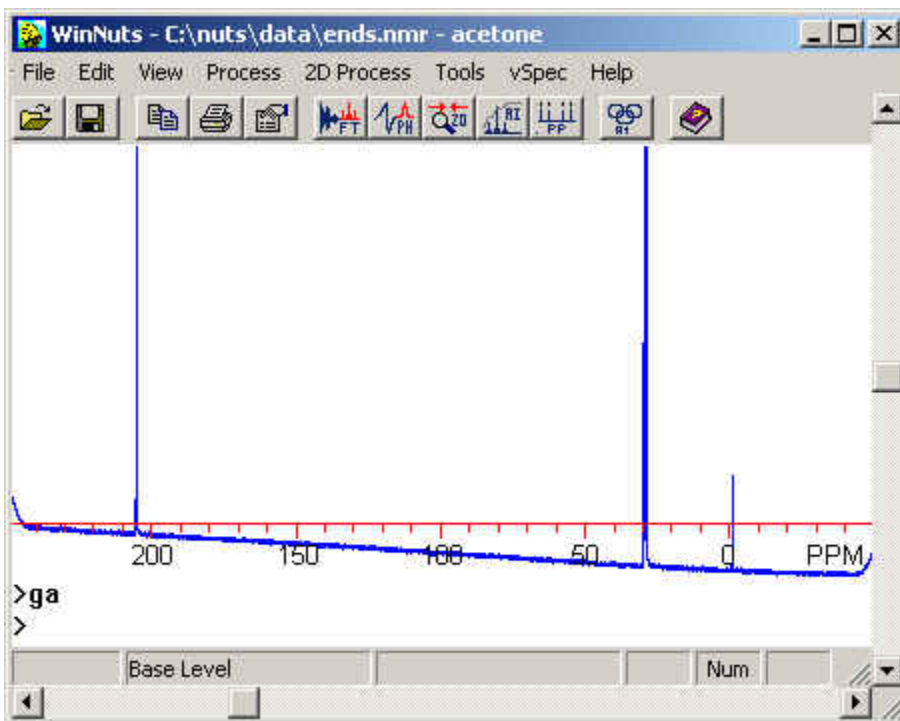 WinNuts - C:\nuts\data\ends.nmr - acetone
File Edit View Process 2D Process Tools vSpec Help
FT PH ZO RI PP A1
200 150 100 50 0 PPM
>ga
>
Base Level Num